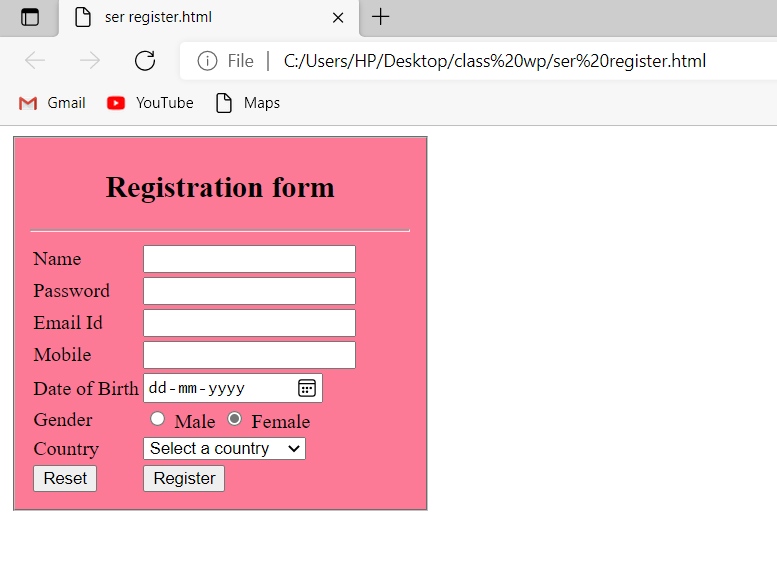 ser register.html
File | C:/Users/HP/Desktop/class%20wp/ser%20register.html
Gmail YouTube Maps
Registration form
Name
Password
Email Id
Mobile
Date of Birth dd-mm-yyyy
Gender Male Female
Country Select a country
Reset Register